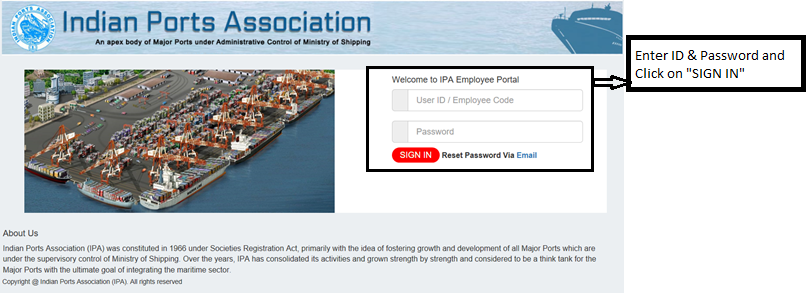 Indian Ports Association
An apex body of Major Ports under Administrative Control of Ministry of Shipping
Welcome to IPA Employee Portal
User ID / Employee Code
Password
SIGN IN Reset Password Via Email
Enter ID & Password and
Click on "SIGN IN"
About Us
Indian Ports Association (IPA) was constituted in 1966 under Societies Registration Act, primarily with the idea of fostering growth and development of all Major Ports which are
under the supervisory control of Ministry of Shipping. Over the years, IPA has consolidated its activities and grown strength by strength and considered to be a think tank for the
Major Ports with the ultimate goal of integrating the maritime sector.
Copyright @ Indian Ports Association (IPA). All rights reserved